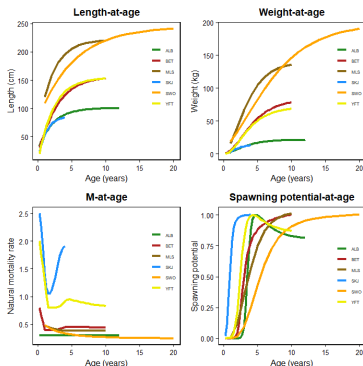 Length-at-age
Length (cm)
250
200
150
100
50
0
5
10
15
20
Age (years)
ALB
BET
MLS
SKJ
SWO
YFT
Weight-at-age
Weight (kg)
200
150
100
50
0
0
5
10
15
20
Age (years)
ALB
BET
MLS
SKJ
SWO
YFT
M-at-age
Natural mortality rate
2.5
2.0
1.5
1.0
0.5
0
5
10
15
20
Age (years)
ALB
BET
MLS
SKJ
SWO
YFT
Spawning potential-at-age
Spawning potential
1.00
0.75
0.50
0.25
0.00
0
5
10
15
20
Age (years)
ALB
BET
MLS
SKJ
SWO
YFT